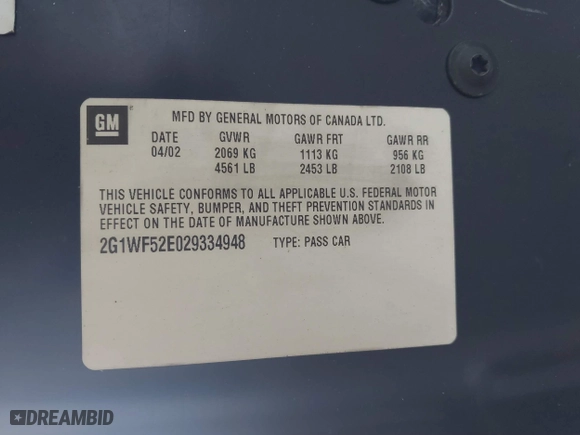 GM
MFD BY GENERAL MOTORS OF CANADA LTD.
DATE GVWR GAWR FRT GAWR RR
04/02 2069 KG 1113 KG 956 KG
4561 LB 2453 LB 2108 LB
THIS VEHICLE CONFORMS TO ALL APPLICABLE U.S. FEDERAL MOTOR
VEHICLE SAFETY, BUMPER, AND THEFT PREVENTION STANDARDS IN
EFFECT ON THE DATE OF MANUFACTURE SHOWN ABOVE.
2G1WF52E029334948 TYPE: PASS CAR
DREAMBID